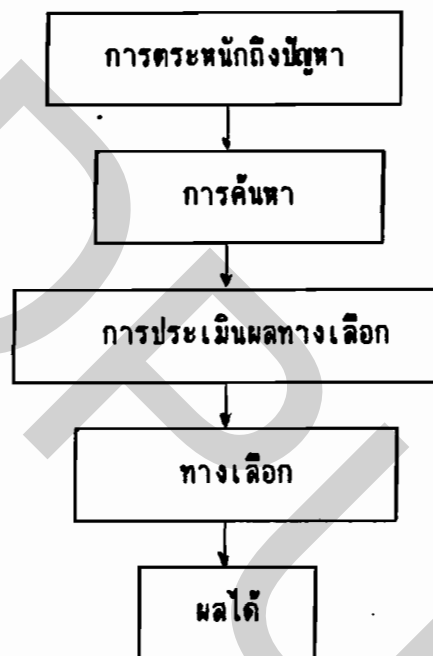 การตระหนักถึงปัญหา
การค้นหา
การประเมินผลทางเลือก
ทางเลือก
ผลได้